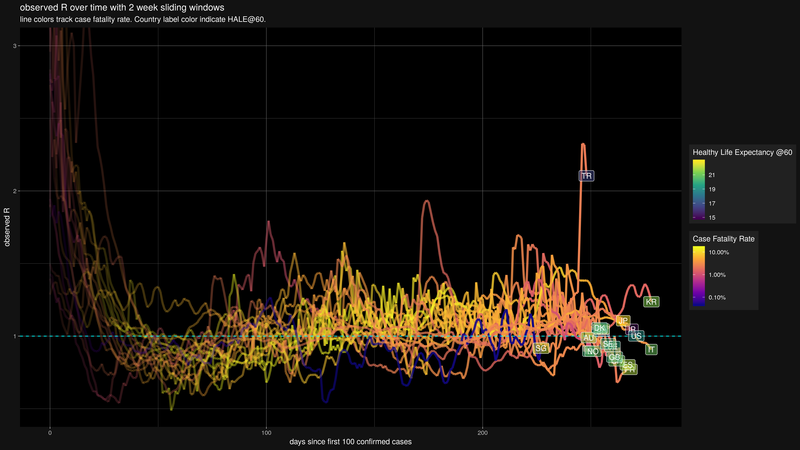 observed R over time with 2 week sliding windows
line colors track case fatality rate. Country label color indicate HALE@60.
3
2
1
observed R
0
100
200
days since first 100 confirmed cases
TR
KR
DK
US
SG
NO
GB
IT
Healthy Life Expectancy @60
21
19
17
15
Case Fatality Rate
10.00%
1.00%
0.10%